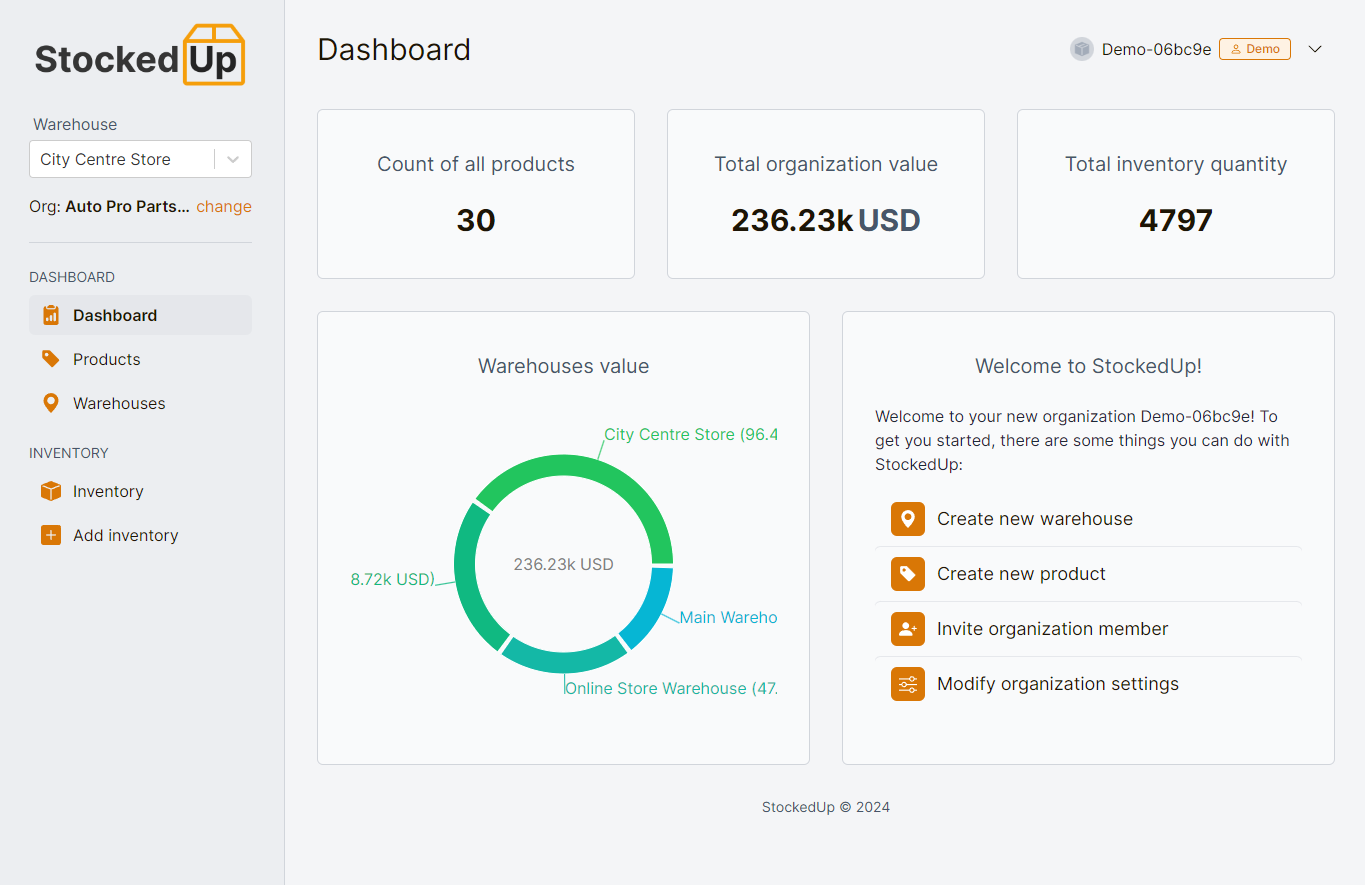 StockedUp
Warehouse
City Centre Store
Org: Auto Pro Parts... change
DASHBOARD
Dashboard
Products
Warehouses
INVENTORY
Inventory
Add inventory
Dashboard
Demo-06bc9e Demo
Count of all products
30
Total organization value
236.23k USD
Total inventory quantity
4797
Warehouses value
City Centre Store (96.4
8.72k USD)
236.23k USD
Main Wareho
Online Store Warehouse (47.
Welcome to StockedUp!
Welcome to your new organization Demo-06bc9e! To
get you started, there are some things you can do with
StockedUp:
Create new warehouse
Create new product
Invite organization member
Modify organization settings
StockedUp © 2024